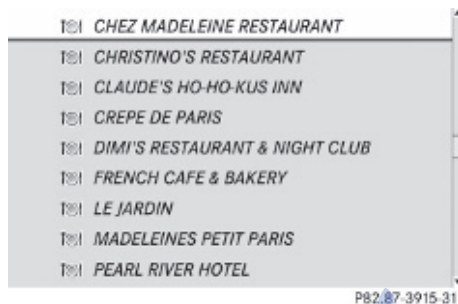 CHEZ MADELEINE RESTAURANT
CHRISTINO'S RESTAURANT
CLAUDE'S HO-HO-KUS INN
CREPE DE PARIS
DIMI'S RESTAURANT & NIGHT CLUB
FRENCH CAFE & BAKERY
LE JARDIN
MADELEINES PETIT PARIS
PEARL RIVER HOTEL
P82.87-3915-31